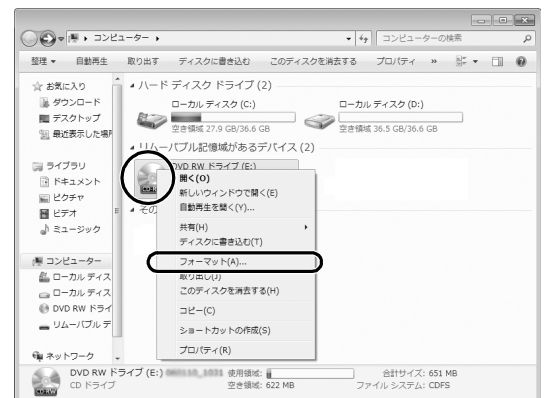 コンピューター
コンピューターの検索
整理 自動再生 取り出す ディスクに書き込む このディスクを消去する プロパティ »
お気に入り
ダウンロード
デスクトップ
最近表示した場所
ライブラリ
ドキュメント
ピクチャ
ビデオ
ミュージック
コンピューター
ローカル ディス
ローカル ディス
DVD RW ドライ
リムーバブル デ
ネットワーク
ハード ディスク ドライブ (2)
ローカル ディスク (C:)
空き領域 27.9 GB/36.6 GB
ローカル ディスク (D:)
空き領域 36.5 GB/36.6 GB
リムーバブル記憶域があるデバイス (2)
DVD RW ドライブ (E:)
その
開く(O)
新しいウィンドウで開く(E)
自動再生を開く(Y)...
共有(H)
ディスクに書き込む(T)
フォーマット(A)...
取り出し(J)
このディスクを消去する(H)
コピー(C)
ショートカットの作成(S)
プロパティ(R)
DVD RW ドライブ (E:) 使用領域: 合計サイズ: 651 MB
CD ドライブ 空き領域: 622 MB ファイル システム: CDFS